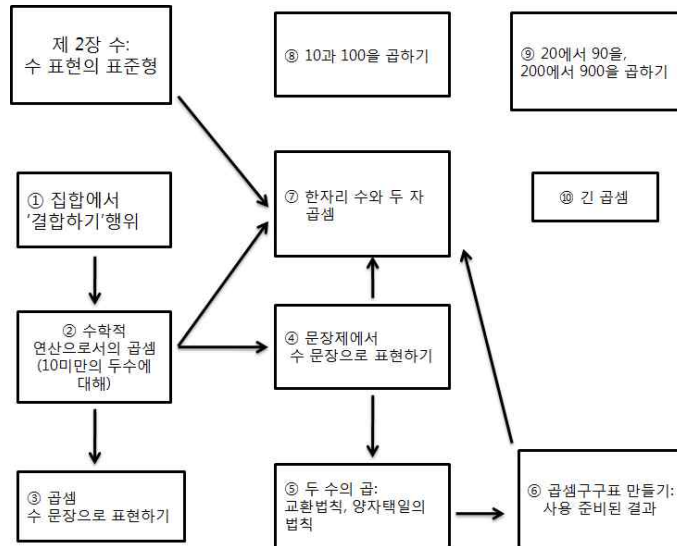 제 2장 수:
수 표현의 표준형
⑧ 10과 100을 곱하기
⑨ 20에서 90을,
200에서 900을 곱하기
① 집합에서
'결합하기'행위
⑦ 한자리 수와 두 자
곱셈
⑩ 긴 곱셈
② 수학적
연산으로서의 곱셈
(10미만의 두수에
대해)
④ 문장제에서
수 문장으로 표현하기
③ 곱셈
수 문장으로 표현하기
⑤ 두 수의 곱:
교환법칙, 양자택일의
법칙
⑥ 곱셈구구표 만들기:
사용 준비된 결과